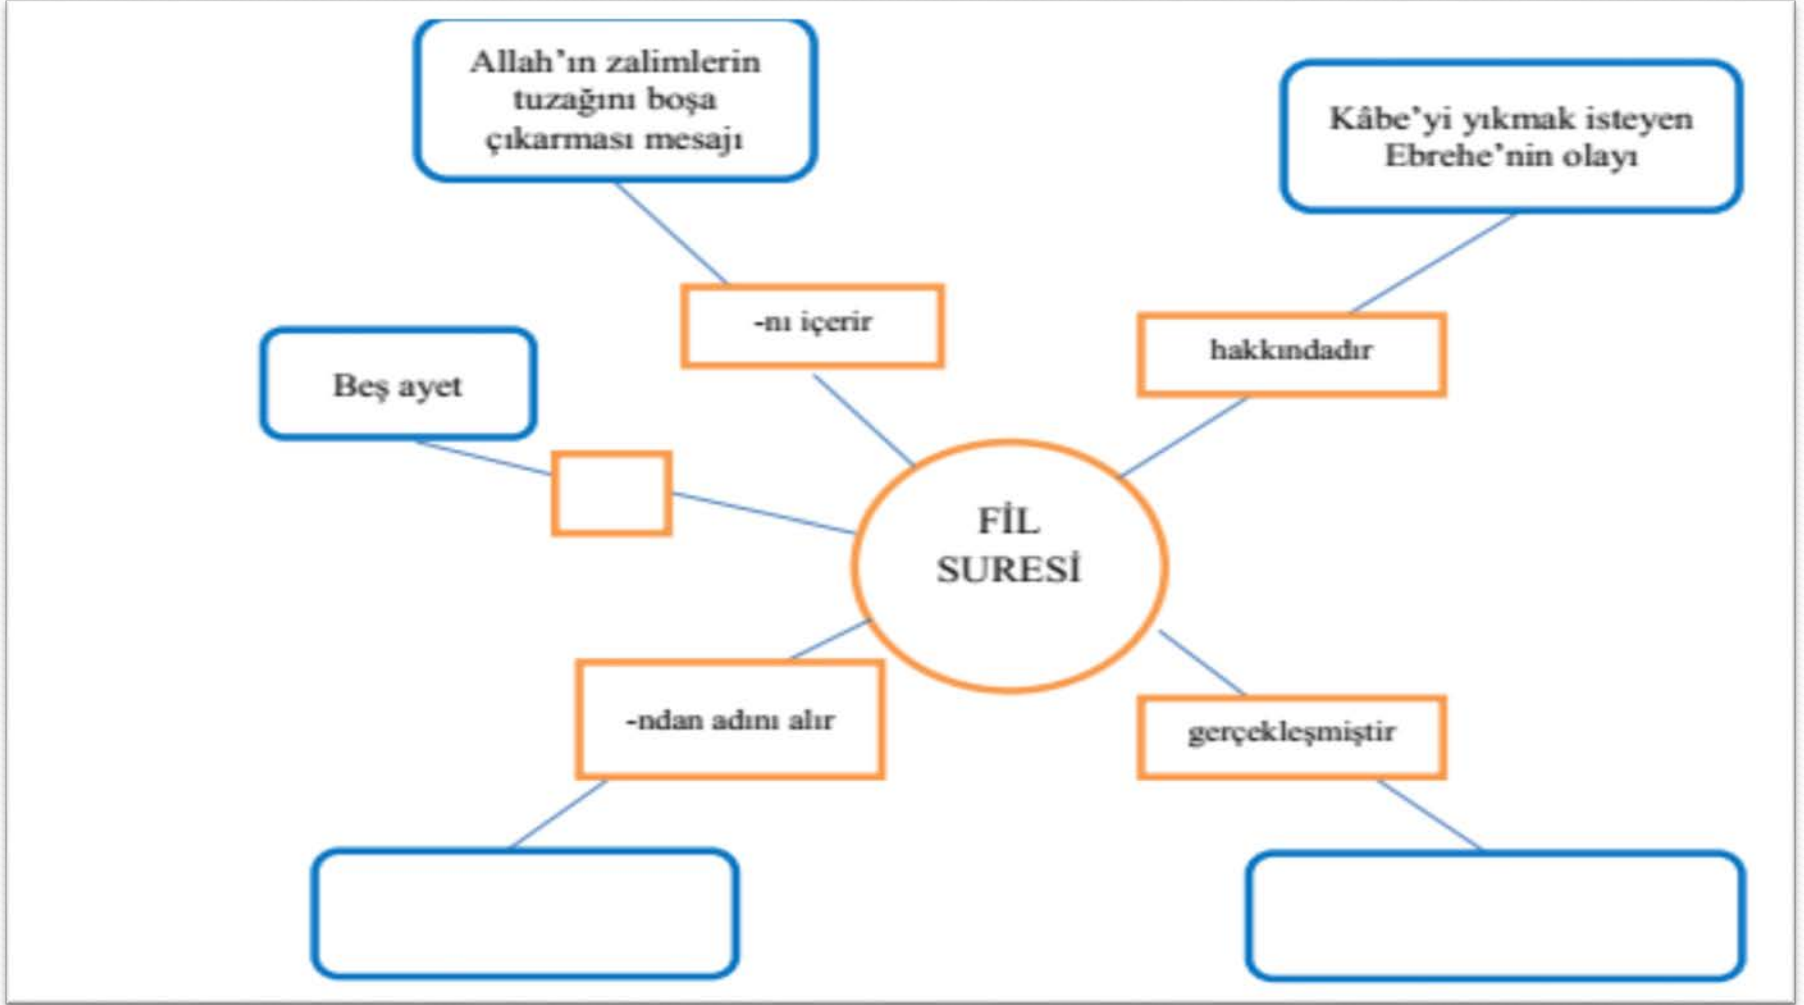 Allah’ın zalimlerin
tuzağını boşa
çıkarması mesajı
Kâbe’yi yıkmak isteyen
Ebrehe’nin olayı
-nı içerir
hakkındadır
Beş ayet
FİL
SURESİ
-ndan adını alır
gerçekleşmiştir